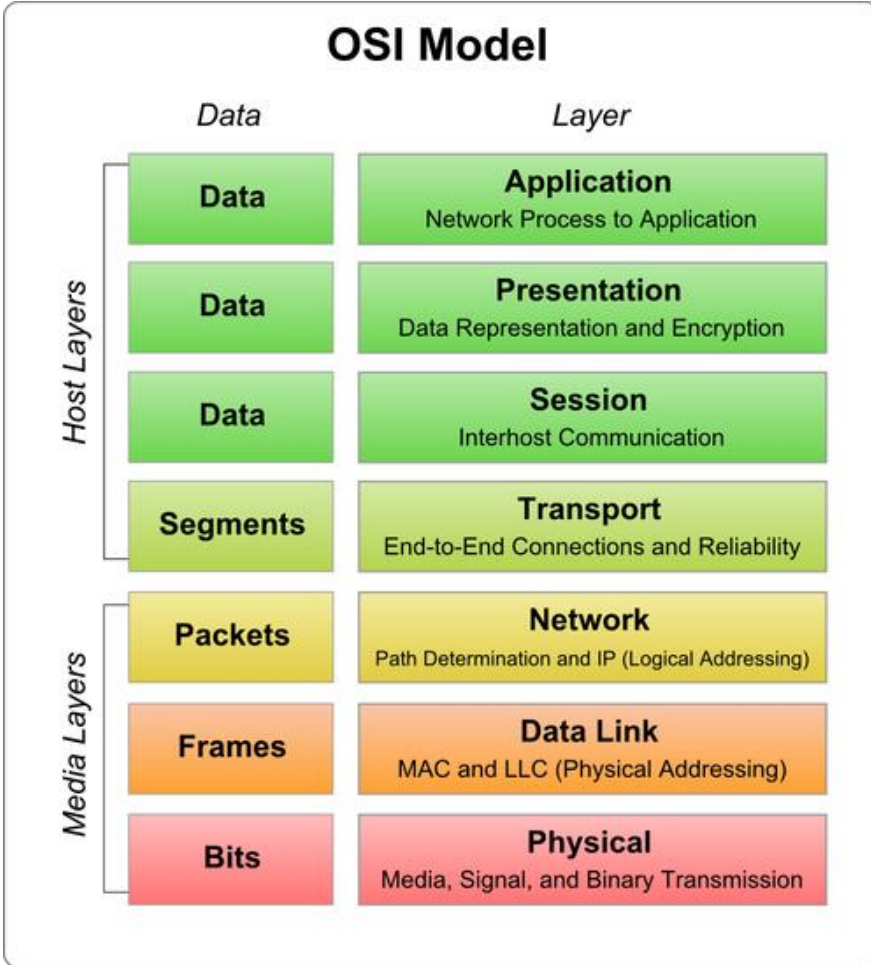 OSI Model
Data
Layer
Host Layers
Data
Application
Network Process to Application
Data
Presentation
Data Representation and Encryption
Data
Session
Interhost Communication
Segments
Transport
End-to-End Connections and Reliability
Media Layers
Packets
Network
Path Determination and IP (Logical Addressing)
Frames
Data Link
MAC and LLC (Physical Addressing)
Bits
Physical
Media, Signal, and Binary Transmission